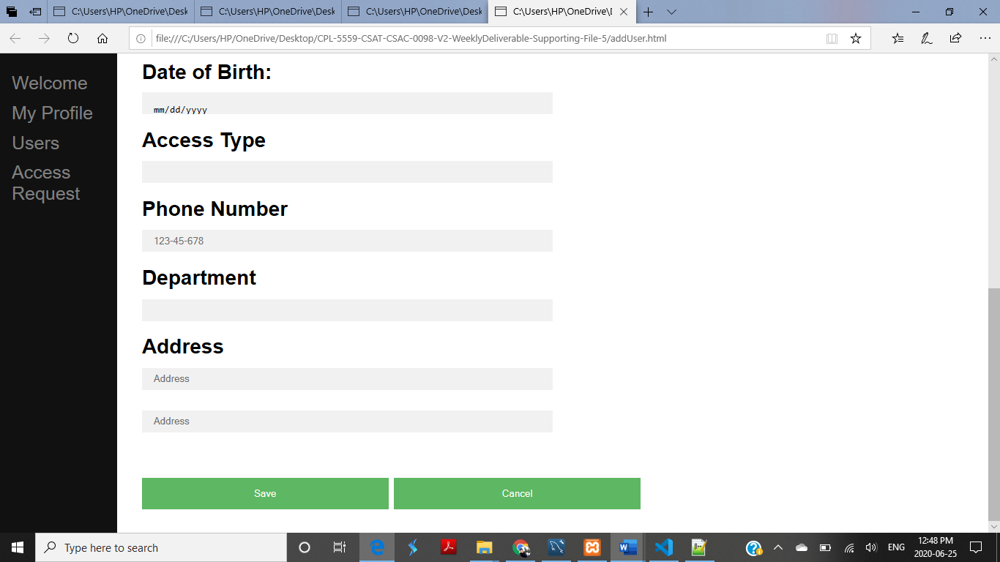 C:\Users\HP\OneDrive\Desk
C:\Users\HP\OneDrive\Desk
C:\Users\HP\OneDrive\Desk
C:\Users\HP\OneDrive\D
file:///C:/Users/HP/OneDrive/Desktop/CPL-5559-CSAT-CSAC-0098-V2-WeeklyDeliverable-Supporting-File-5/addUser.html
Welcome
My Profile
Users
Access
Request
Date of Birth:
mm/dd/yyyy
Access Type
Phone Number
123-45-678
Department
Address
Address
Address
Save
Cancel
Type here to search
ENG
12:48 PM
2020-06-25